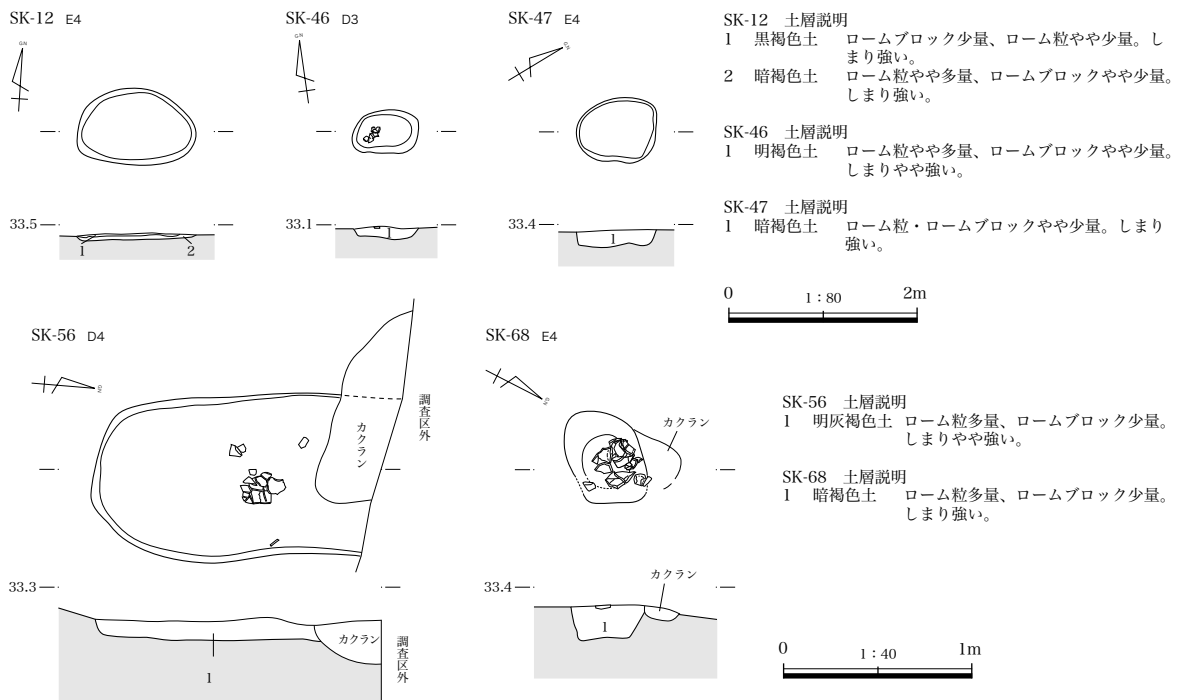 SK-12 E4
GN
33.5
1
2
SK-46 D3
GN
33.1
1
SK-47 E4
GN
33.4
1
SK-12 土層説明
1 黒褐色土 ロームブロック少量、ローム粒やや少量。し
まり強い。
2 暗褐色土 ローム粒やや多量、ロームブロックやや少量。
しまり強い。
SK-46 土層説明
1 明褐色土 ローム粒やや多量、ロームブロックやや少量。
しまりやや強い。
SK-47 土層説明
1 暗褐色土 ローム粒・ロームブロックやや少量。しまり
強い。
0 1:80 2m
SK-56 D4
GN
カクラン
調査区外
33.3
カクラン
調査区外
1
SK-68 E4
GN
カクラン
33.4
カクラン
1
SK-56 土層説明
1 明灰褐色土 ローム粒多量、ロームブロック少量。
しまりやや強い。
SK-68 土層説明
1 暗褐色土 ローム粒多量、ロームブロック少量。
しまり強い。
0 1:40 1m